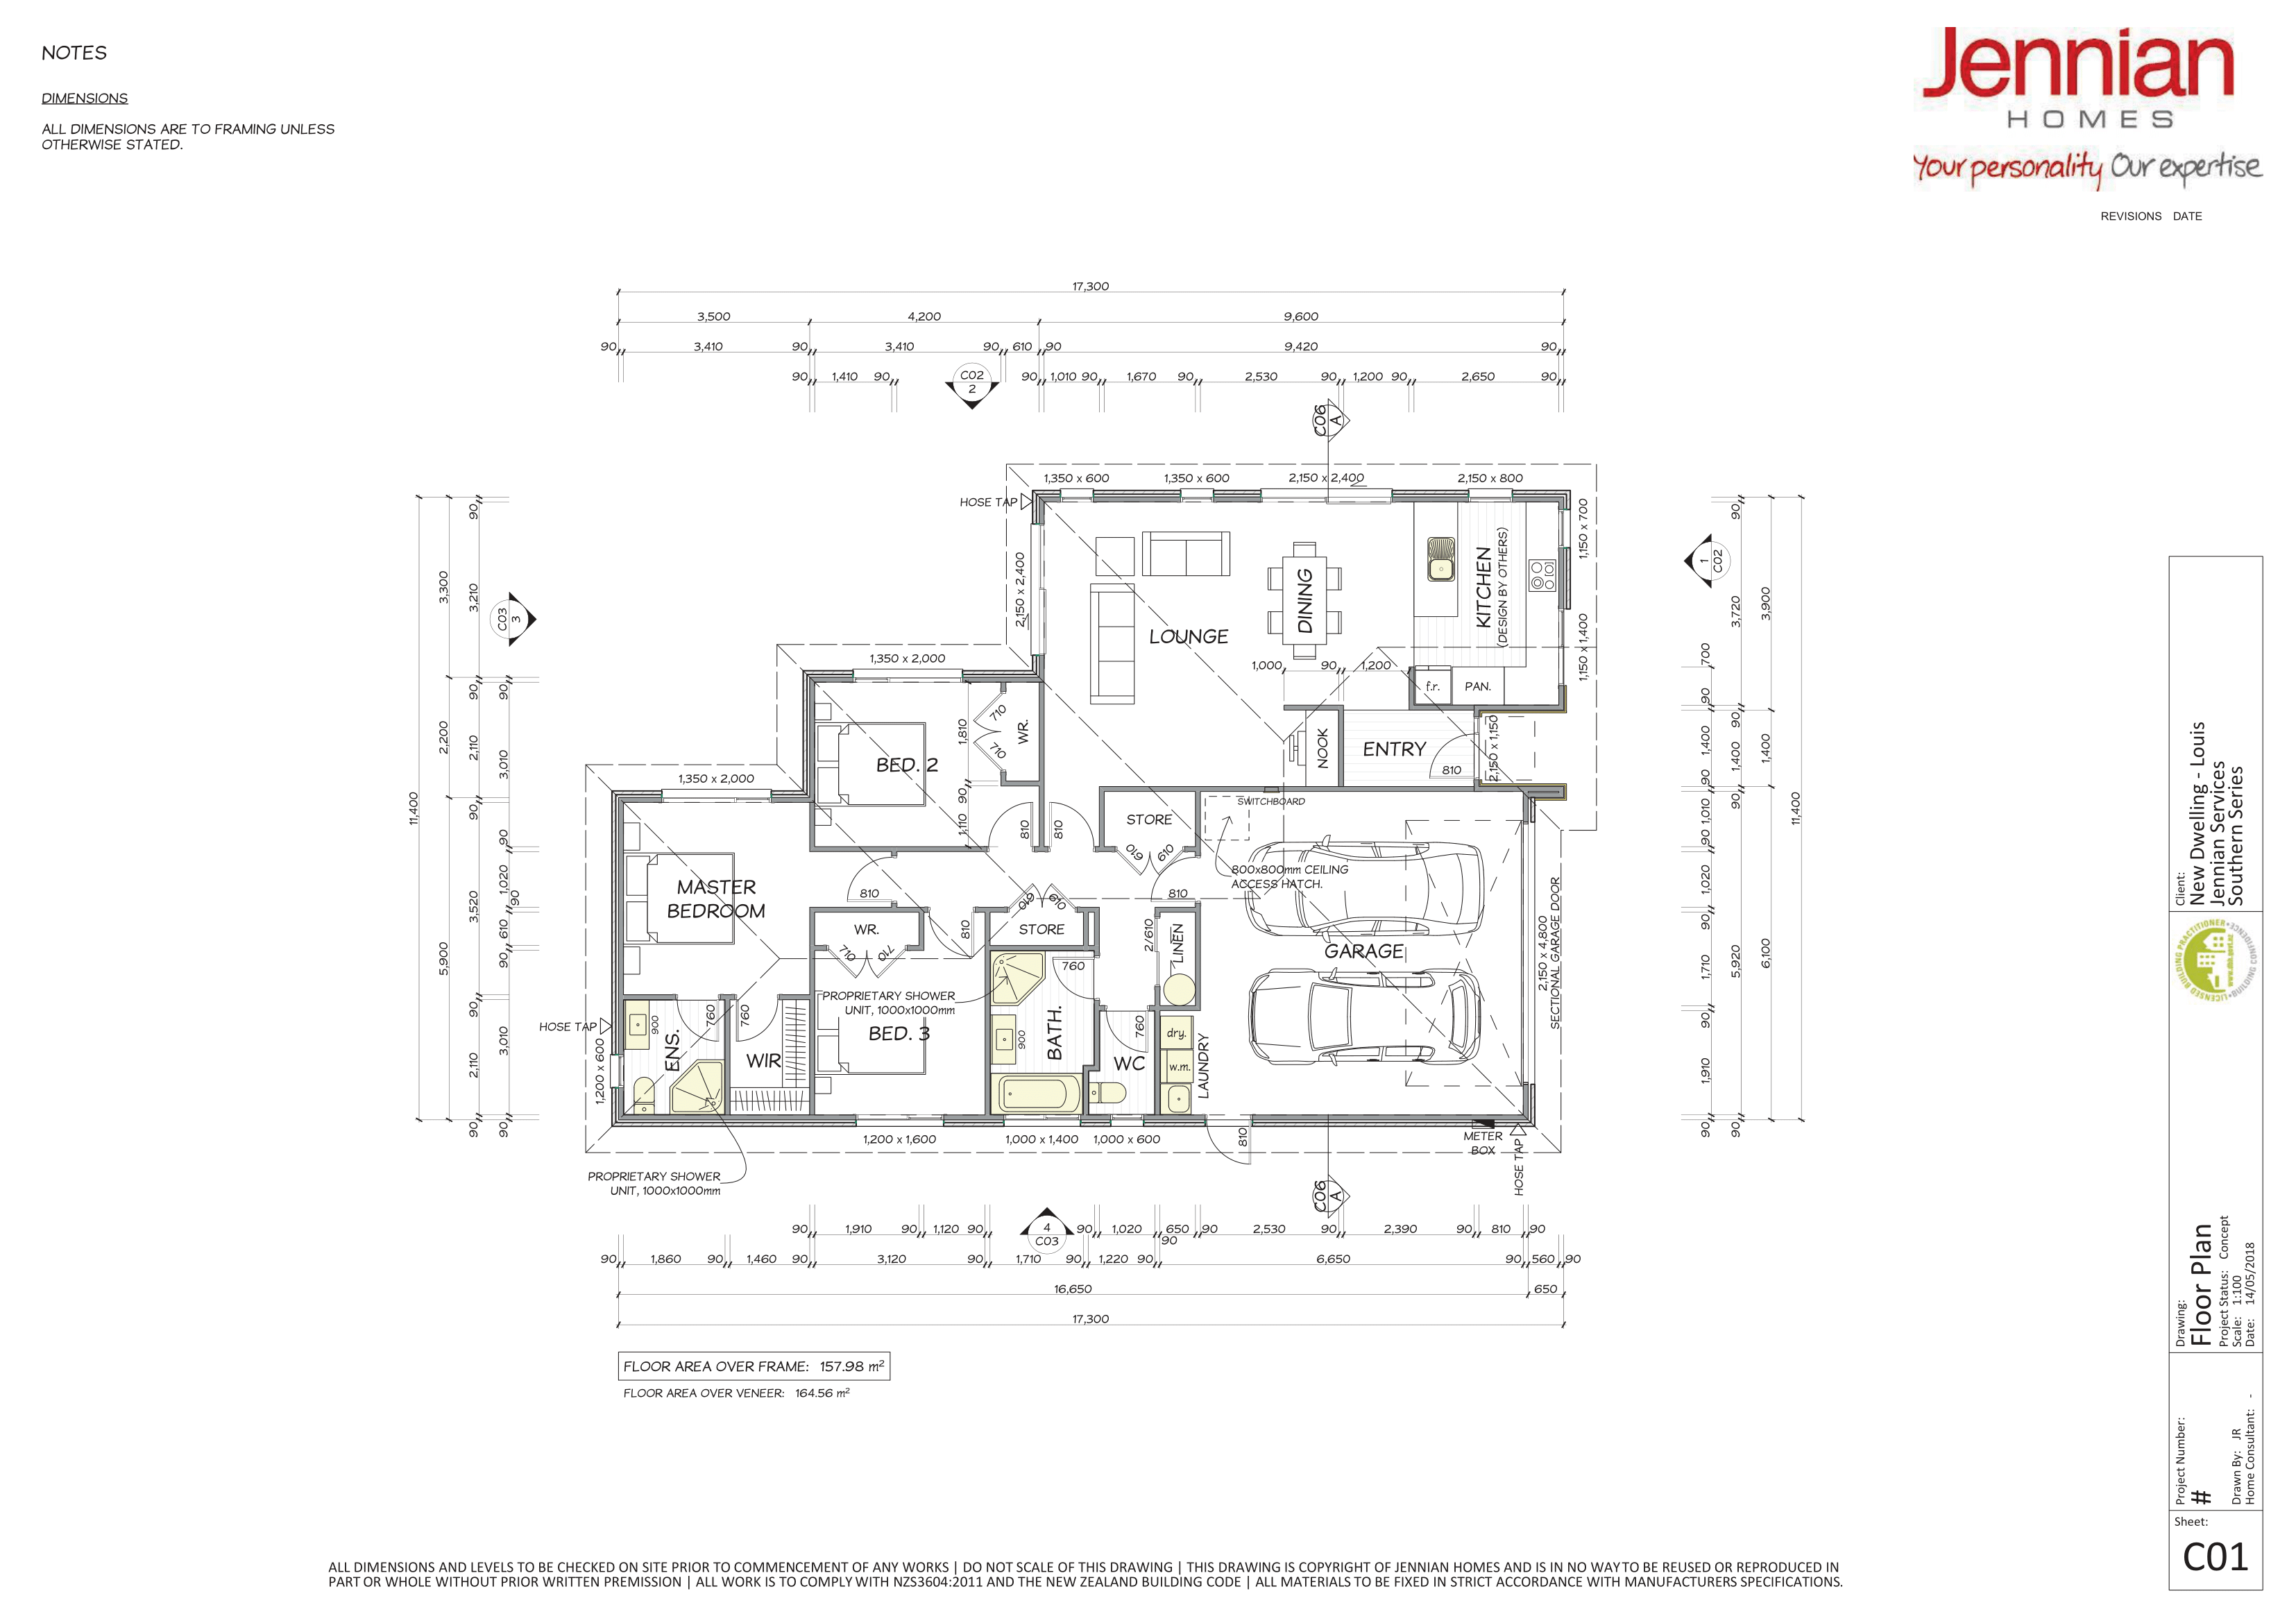 NOTES
DIMENSIONS
ALL DIMENSIONS ARE TO FRAMING UNLESS
OTHERWISE STATED.
Jennian
HOMES
Your personality Our expertise
REVISIONS DATE
17,300
3,500 4,200 9,600
90 3,410 90 3,410 90 610 90 9,420 90
90 1,410 90 90 1,010 90 1,670 90 2,530 90 1,200 90 2,650 90
C02
2
C06
A
1,350 x 600 1,350 x 600 2,150 x 2,400 2,150 x 800
HOSE TAP
1,150 x 700
2,150 x 2,400
KITCHEN
(DESIGN BY OTHERS)
DINING
LOUNGE
1,150 x 1,400
1,000 90 1,200
f.r. PAN.
1,350 x 2,000
710
710
WR.
1,810
BED. 2
90
1,110
NOOK
ENTRY
810
2,150 x 1,150
1,350 x 2,000
SWITCHBOARD
STORE
810
810
610 610
800x800mm CEILING
ACCESS HATCH.
810
810
MASTER
BEDROOM
610 610
WR.
STORE
810
710 710
2/610
LINEN
GARAGE
2,150 x 4,800
SECTIONAL GARAGE DOOR
760
PROPRIETARY SHOWER
UNIT, 1000x1000mm
HOSE TAP
900
760
760
BED. 3
900
BATH.
760
dry.
w.m.
LAUNDRY
ENS.
WIR
WC
1,200 x 600
1,200 x 1,600 1,000 x 1,400 1,000 x 600
810
METER
BOX
HOSE TAP
PROPRIETARY SHOWER
UNIT, 1000x1000mm
C06
A
11,400
3,300
2,200
5,900
90
3,210
90
2,110
90
3,520
90
2,110
90
90
3,010
90
1,020
90
610
90
3,010
90
C03
3
1
C02
700
90
1,400
90
1,010
90
1,020
90
1,710
90
1,910
90
90
3,720
90
1,400
90
5,920
90
3,900
1,400
6,100
11,400
90 1,910 90 1,120 90
4
C03
90 1,020 650 90 2,530 90 2,390 90 810 90
90
90 1,860 90 1,460 90 3,120 90 1,710 90 1,220 90 6,650 90 560 90
16,650 650
17,300
FLOOR AREA OVER FRAME: 157.98 m²
FLOOR AREA OVER VENEER: 164.56 m²
Client:
New Dwelling - Louis
Jennian Services
Southern Series
LICENSED BUILDING PRACTITIONER
BUILDING CONFIDENCE
www.dbh.govt.nz
Drawing:
Floor Plan
Project Status: Concept
Scale: 1:100
Date: 14/05/2018
Project Number:
#
Drawn By: JR
Home Consultant: -
Sheet:
C01
ALL DIMENSIONS AND LEVELS TO BE CHECKED ON SITE PRIOR TO COMMENCEMENT OF ANY WORKS | DO NOT SCALE OF THIS DRAWING | THIS DRAWING IS COPYRIGHT OF JENNIAN HOMES AND IS IN NO WAY TO BE REUSED OR REPRODUCED IN
PART OR WHOLE WITHOUT PRIOR WRITTEN PREMISSION | ALL WORK IS TO COMPLY WITH NZS3604:2011 AND THE NEW ZEALAND BUILDING CODE | ALL MATERIALS TO BE FIXED IN STRICT ACCORDANCE WITH MANUFACTURERS SPECIFICATIONS.